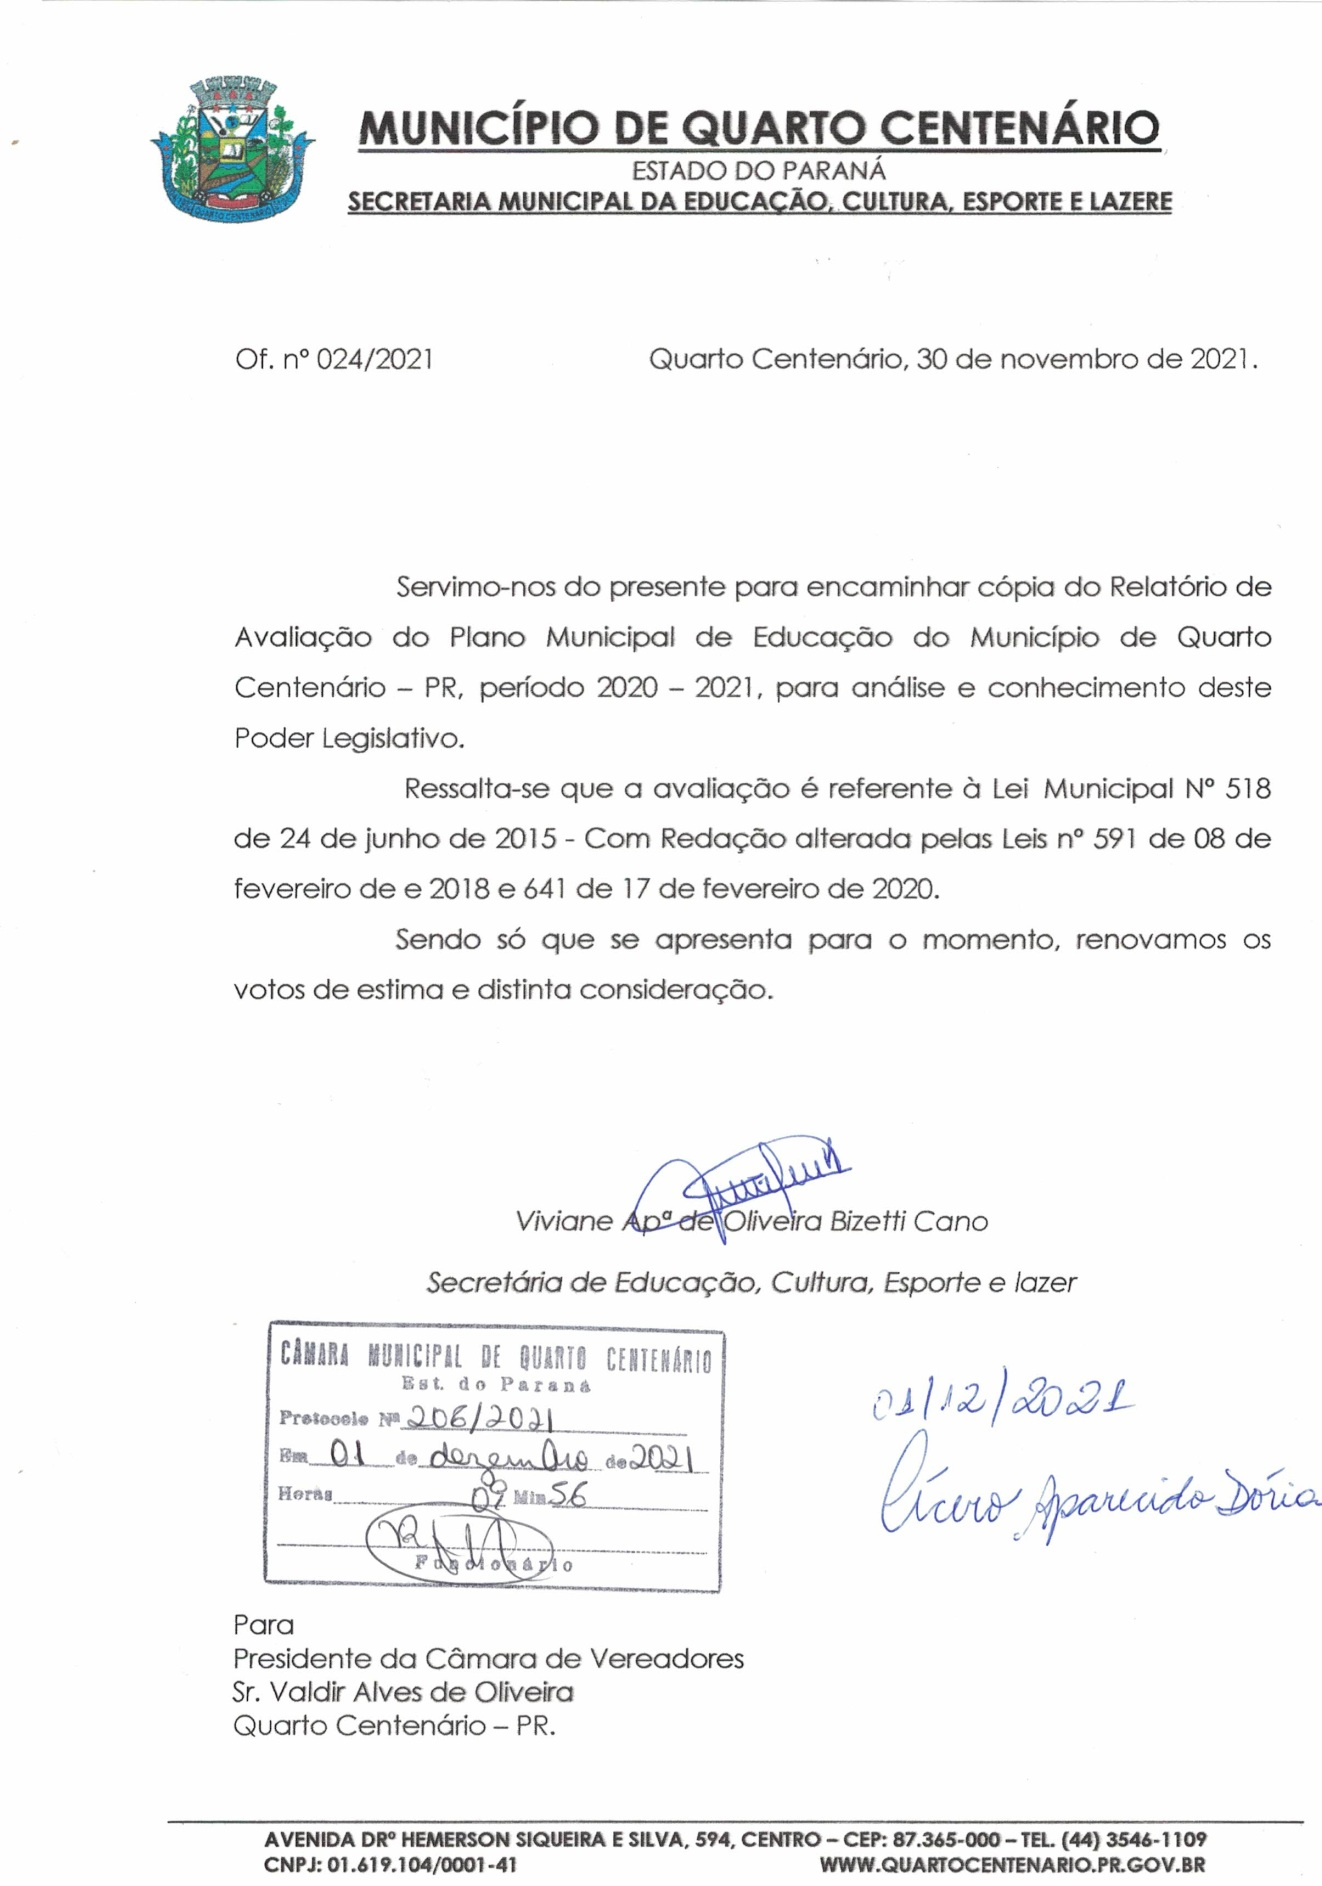 MUNICÍPIO DE QUARTO CENTENÁRIO
ESTADO DO PARANÁ
SECRETARIA MUNICIPAL DA EDUCAÇÃO, CULTURA, ESPORTE E LAZERE
Of. nº 024/2021 Quarto Centenário, 30 de novembro de 2021.
Servimo-nos do presente para encaminhar cópia do Relatório de
Avaliação do Plano Municipal de Educação do Município de Quarto
Centenário – PR, período 2020 – 2021, para análise e conhecimento deste
Poder Legislativo.
Ressalta-se que a avaliação é referente à Lei Municipal Nº 518
de 24 de junho de 2015 - Com Redação alterada pelas Leis nº 591 de 08 de
fevereiro de e 2018 e 641 de 17 de fevereiro de 2020.
Sendo só que se apresenta para o momento, renovamos os
votos de estima e distinta consideração.
Viviane Apª de Oliveira Bizetti Cano
Secretária de Educação, Cultura, Esporte e lazer
CÂMARA MUNICIPAL DE QUARTO CENTENÁRIO
Est. do Paraná
Protocolo Nº 206/2021
Em 01 de dezembro de 2021
Horas 09 Min 56
Funcionário
01/12/2021
Cícero Aparecido Dória
Para
Presidente da Câmara de Vereadores
Sr. Valdir Alves de Oliveira
Quarto Centenário – PR.
AVENIDA DRº HEMERSON SIQUEIRA E SILVA, 594, CENTRO – CEP: 87.365-000 – TEL. (44) 3546-1109
CNPJ: 01.619.104/0001-41 WWW.QUARTOCENTENARIO.PR.GOV.BR